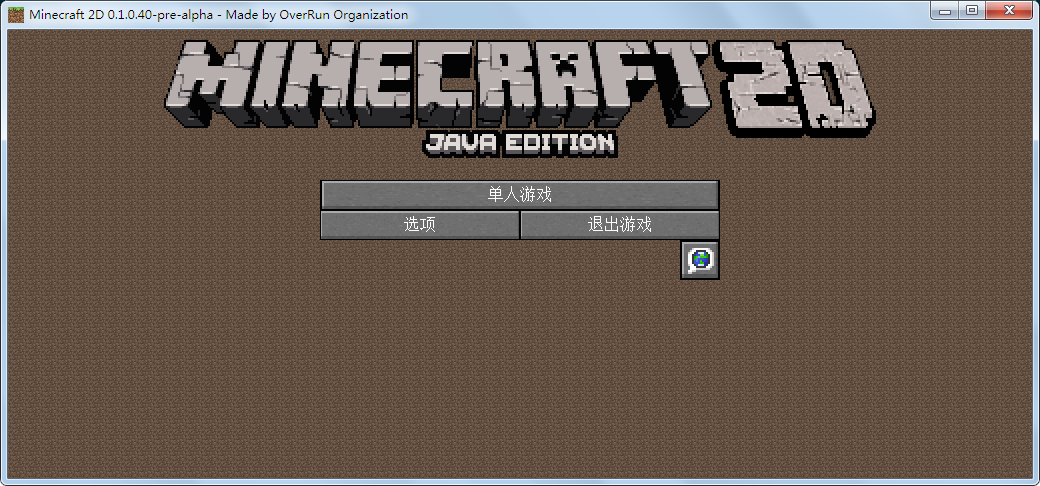 Minecraft 2D 0.1.0.40-pre-alpha - Made by OverRun Organization
MINECRAFT 2D
JAVA EDITION
单人游戏
选项 退出游戏